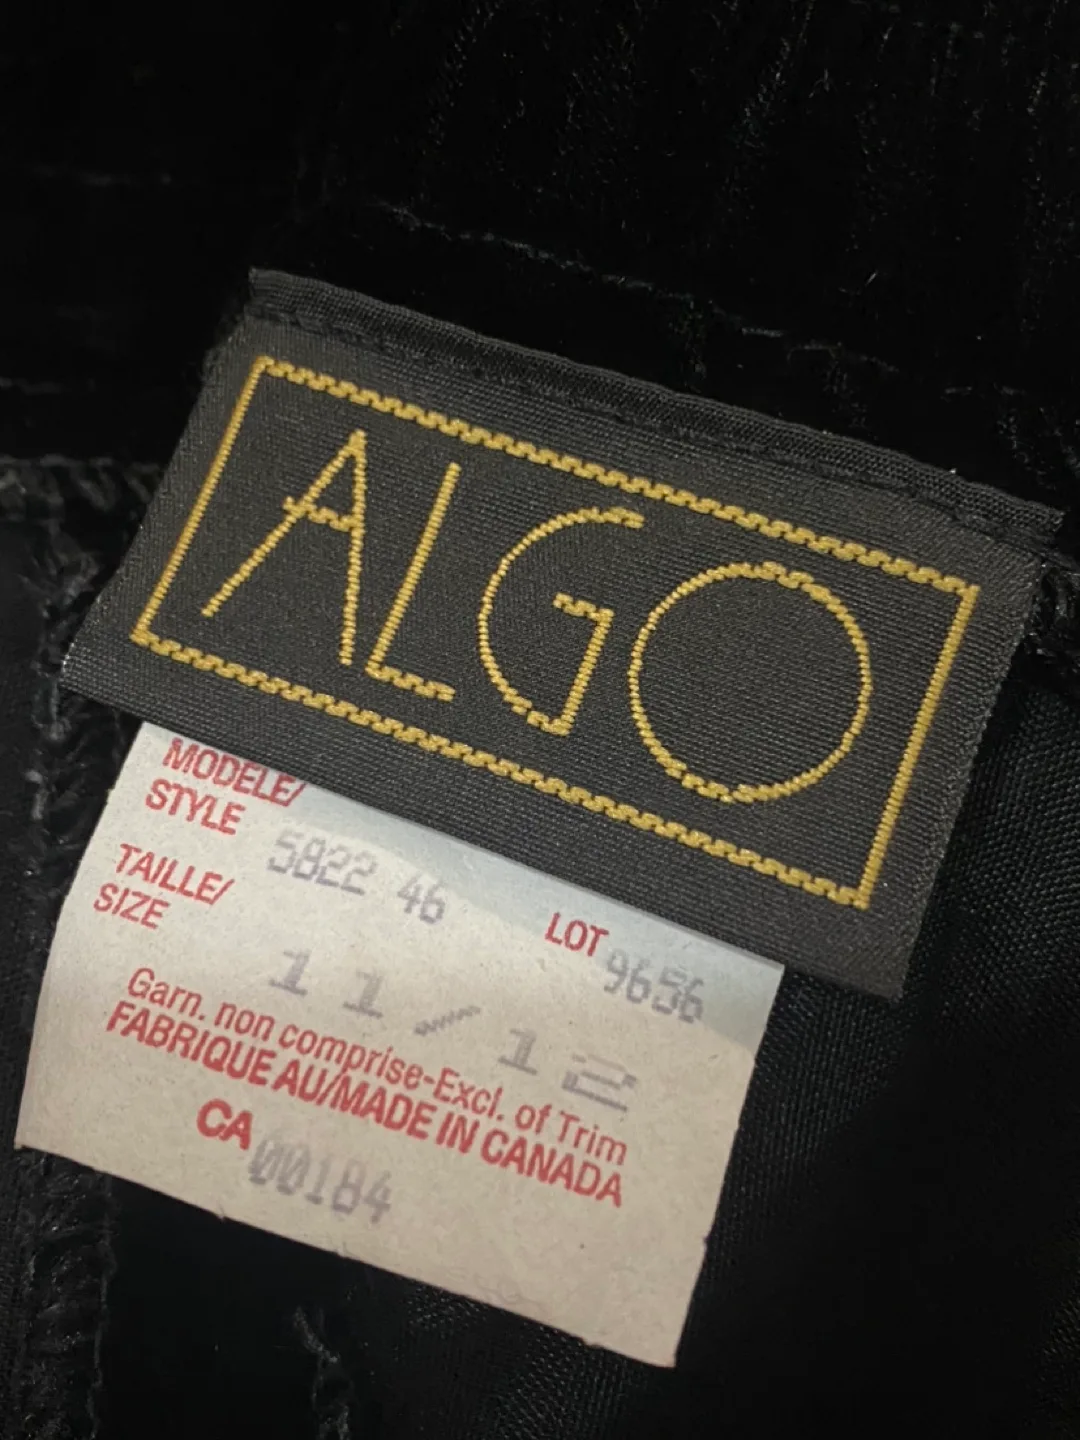 ALGO
MODELE/
STYLE 5822 46
TAILLE/
SIZE
LOT 9656
11/12
Garn. non comprise-Excl. of Trim
FABRIQUE AU/MADE IN CANADA
CA 00184